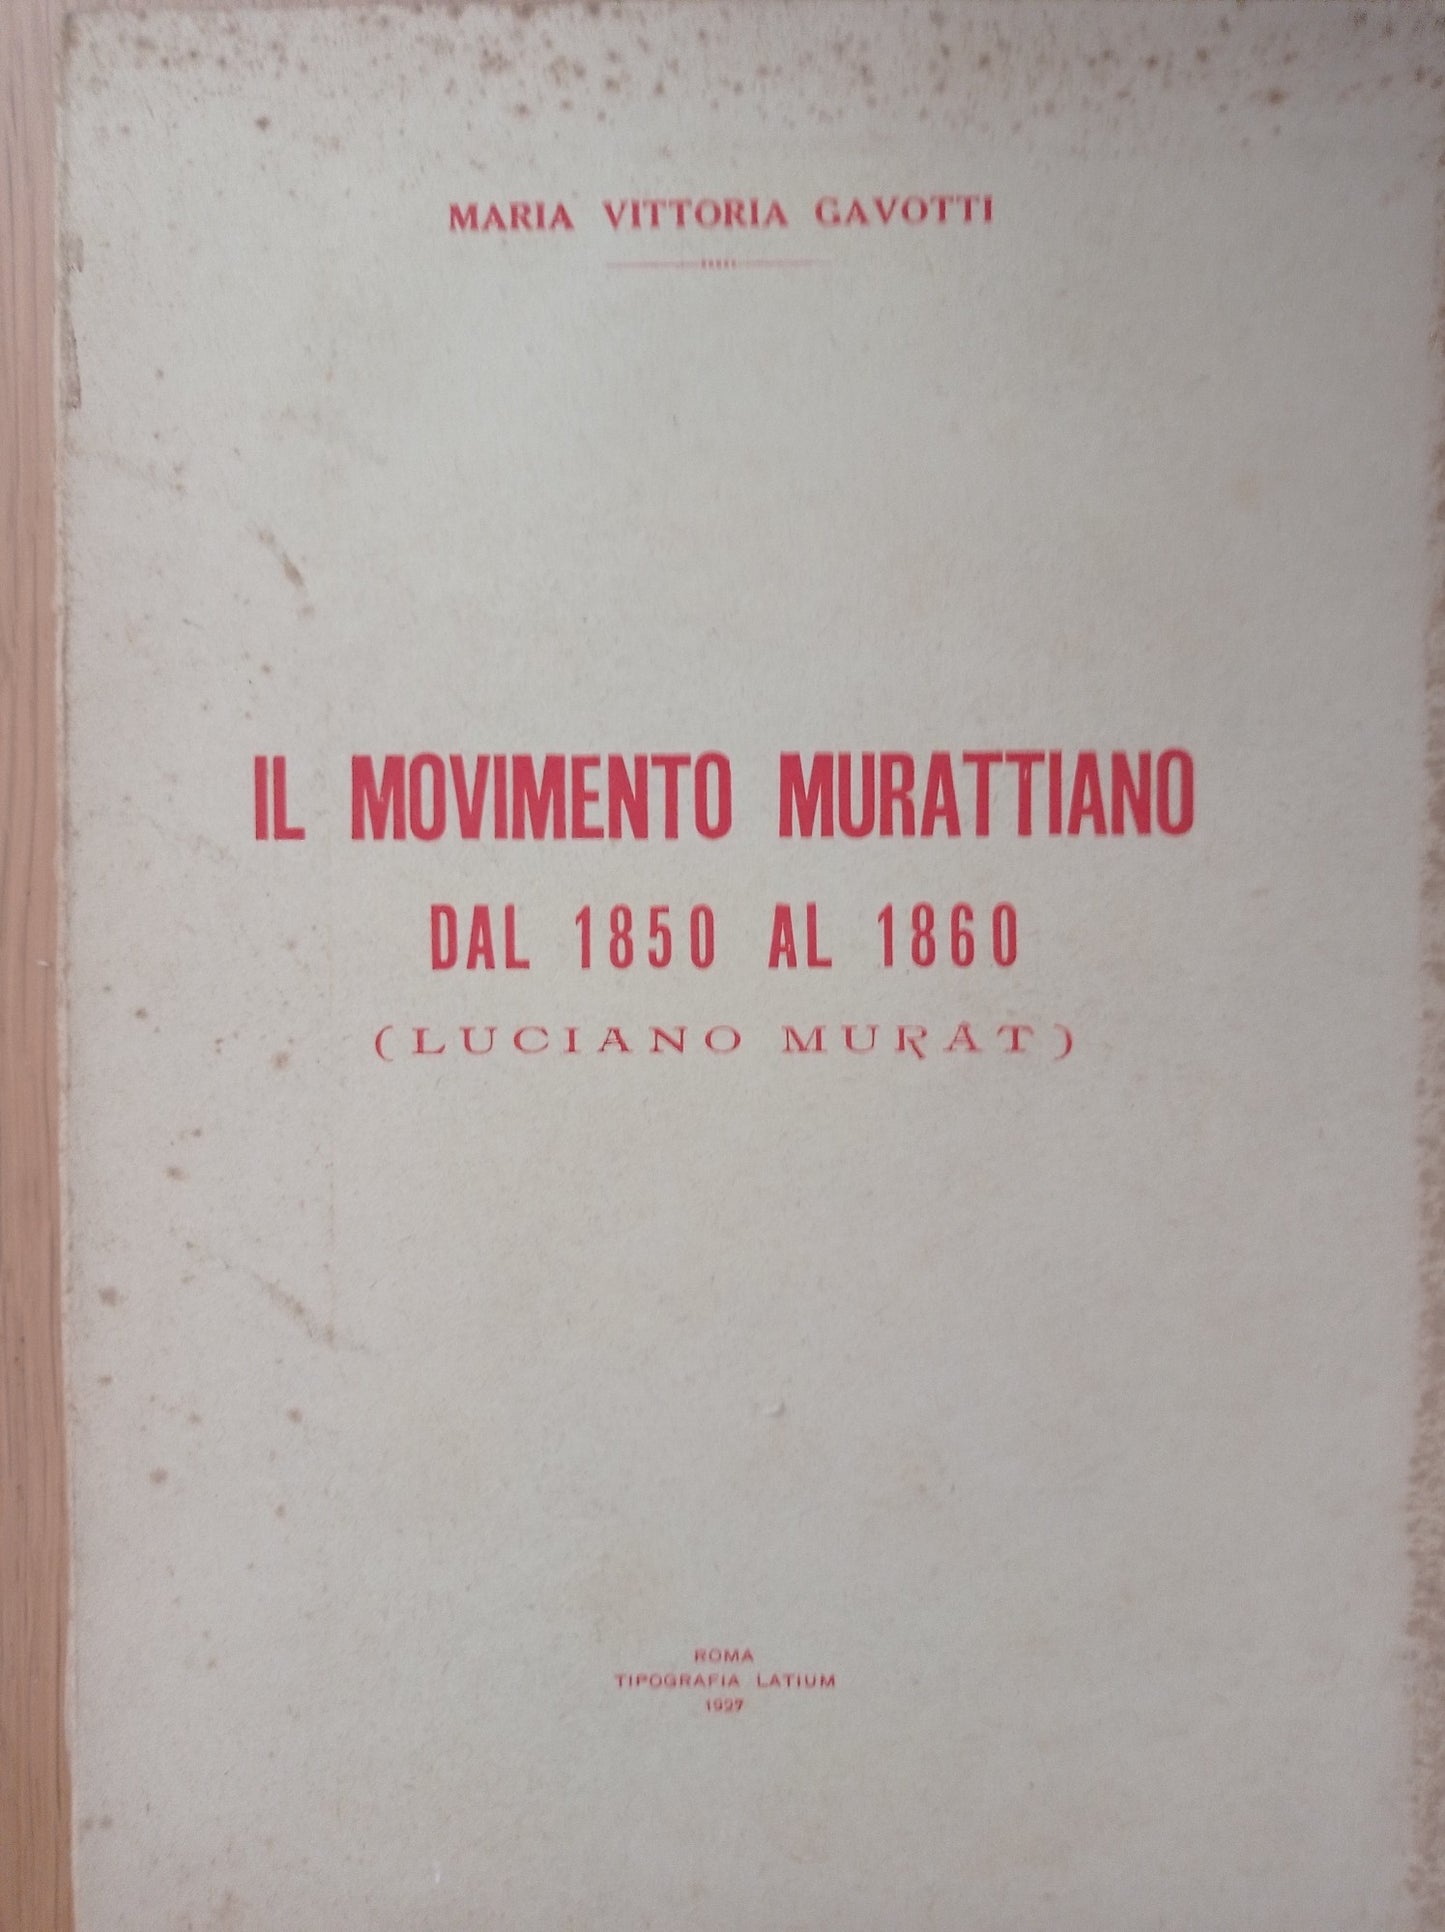 MARIA VITTORIA GAVOTTI
IL MOVIMENTO MURATTIANO
DAL 1850 AL 1860
(LUCIANO MURAT)
ROMA
TIPOGRAFIA LATIUM
1927